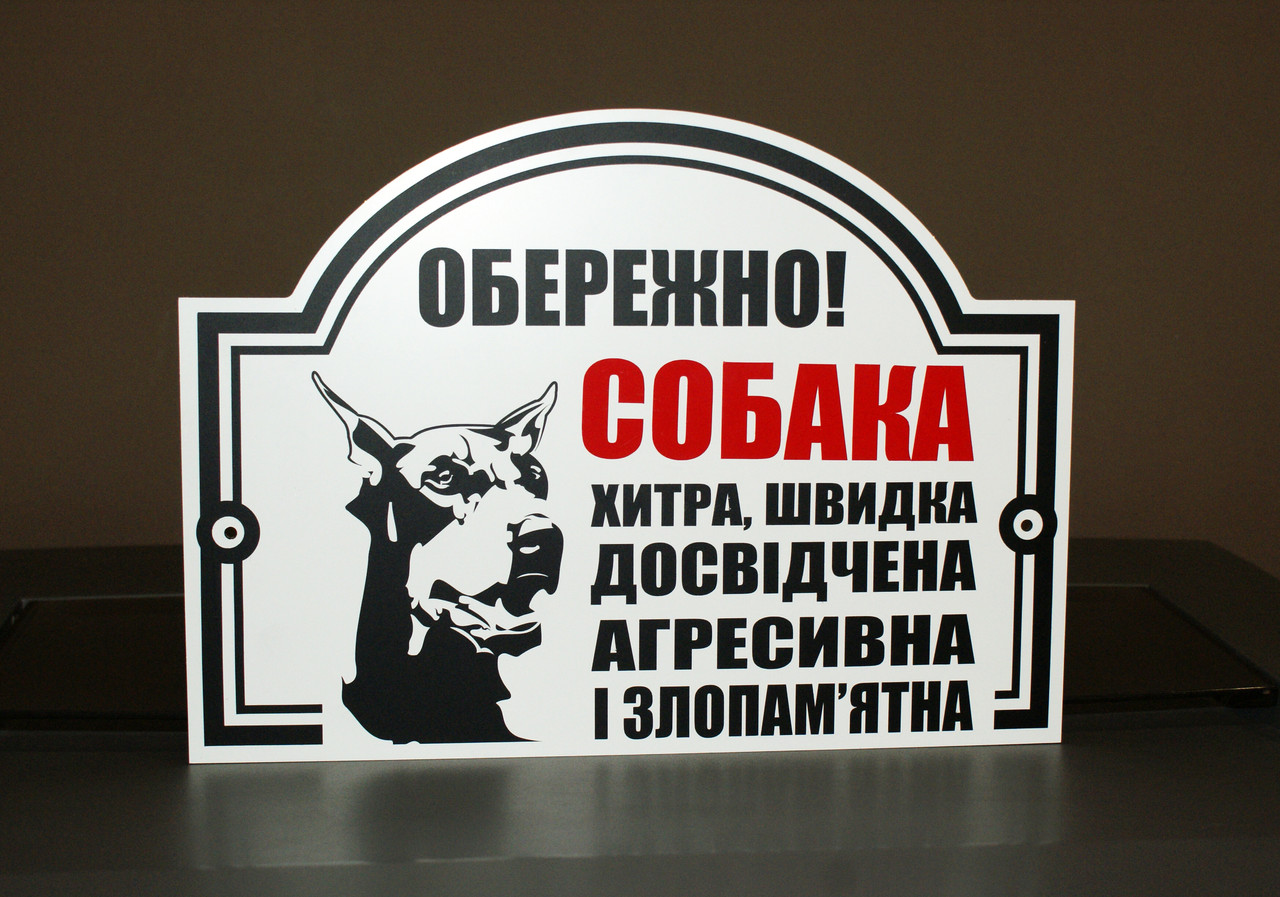 ОБЕРЕЖНО!
СОБАКА
ХИТРА, ШВИДКА
ДОСВІДЧЕНА
АГРЕСИВНА
І ЗЛОПАМ’ЯТНА